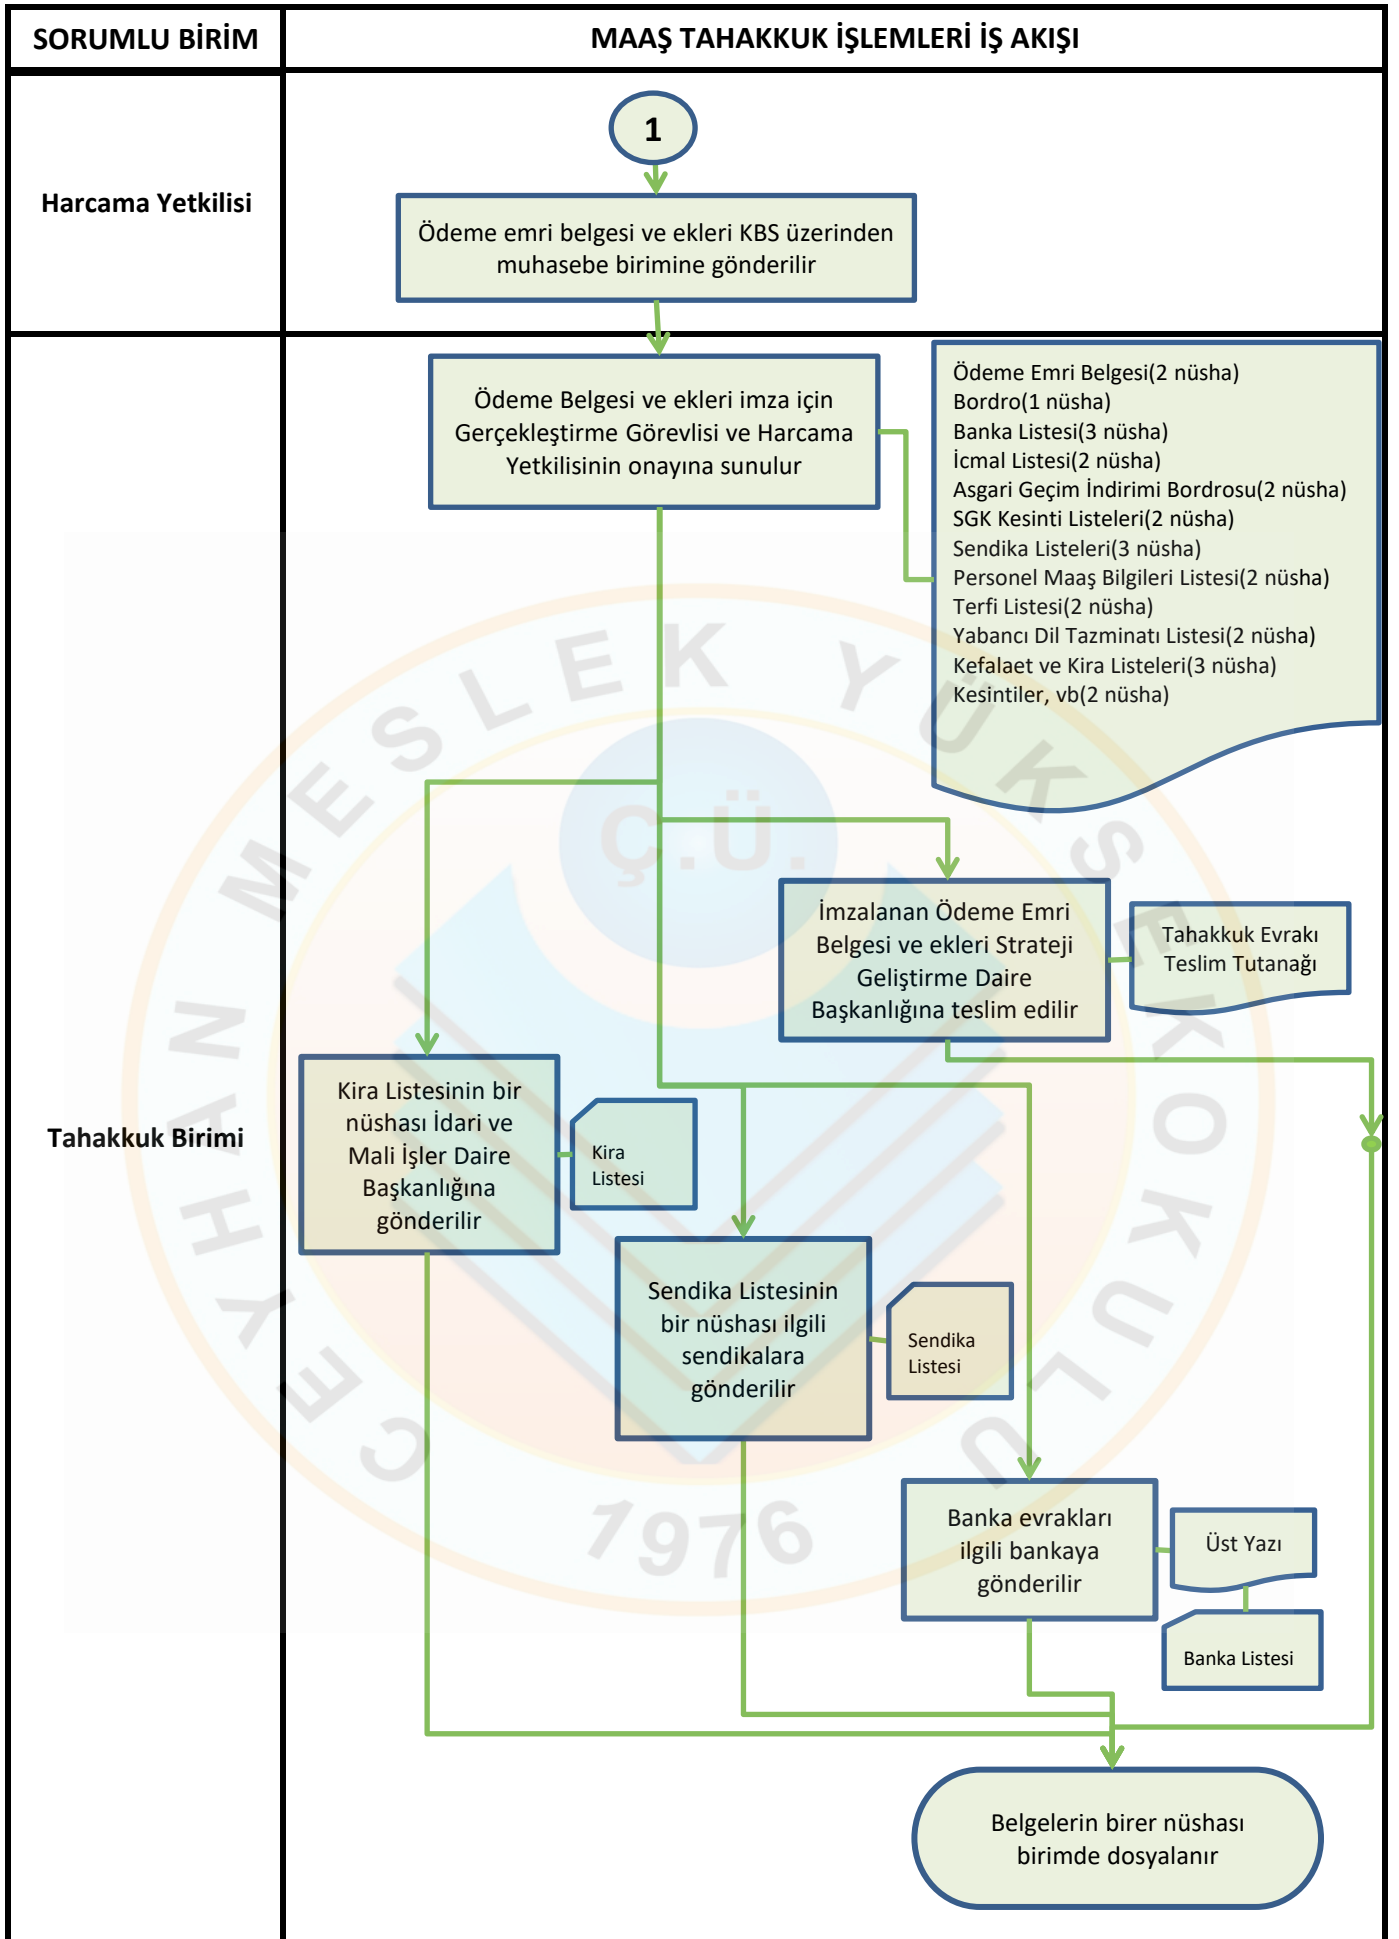 SORUMLU BİRİM
MAAŞ TAHAKKUK İŞLEMLERİ İŞ AKIŞI
Harcama Yetkilisi
1
Ödeme emri belgesi ve ekleri KBS üzerinden
muhasebe birimine gönderilir
Tahakkuk Birimi
Ödeme Belgesi ve ekleri imza için
Gerçekleştirme Görevlisi ve Harcama
Yetkilisinin onayına sunulur
Ödeme Emri Belgesi(2 nüsha)
Bordro(1 nüsha)
Banka Listesi(3 nüsha)
İcmal Listesi(2 nüsha)
Asgari Geçim İndirimi Bordrosu(2 nüsha)
SGK Kesinti Listeleri(2 nüsha)
Sendika Listeleri(3 nüsha)
Personel Maaş Bilgileri Listesi(2 nüsha)
Terfi Listesi(2 nüsha)
Yabancı Dil Tazminatı Listesi(2 nüsha)
Kefalaet ve Kira Listeleri(3 nüsha)
Kesintiler, vb(2 nüsha)
İmzalanan Ödeme Emri
Belgesi ve ekleri Strateji
Geliştirme Daire
Başkanlığına teslim edilir
Tahakkuk Evrakı
Teslim Tutanağı
Kira Listesinin bir
nüshası İdari ve
Mali İşler Daire
Başkanlığına
gönderilir
Kira
Listesi
Sendika Listesinin
bir nüshası ilgili
sendikalara
gönderilir
Sendika
Listesi
Banka evrakları
ilgili bankaya
gönderilir
Üst Yazı
Banka Listesi
Belgelerin birer nüshası
birimde dosyalanır
CEYHAN MESLEK YÜKSEKOKULU
Ç.Ü.
1976